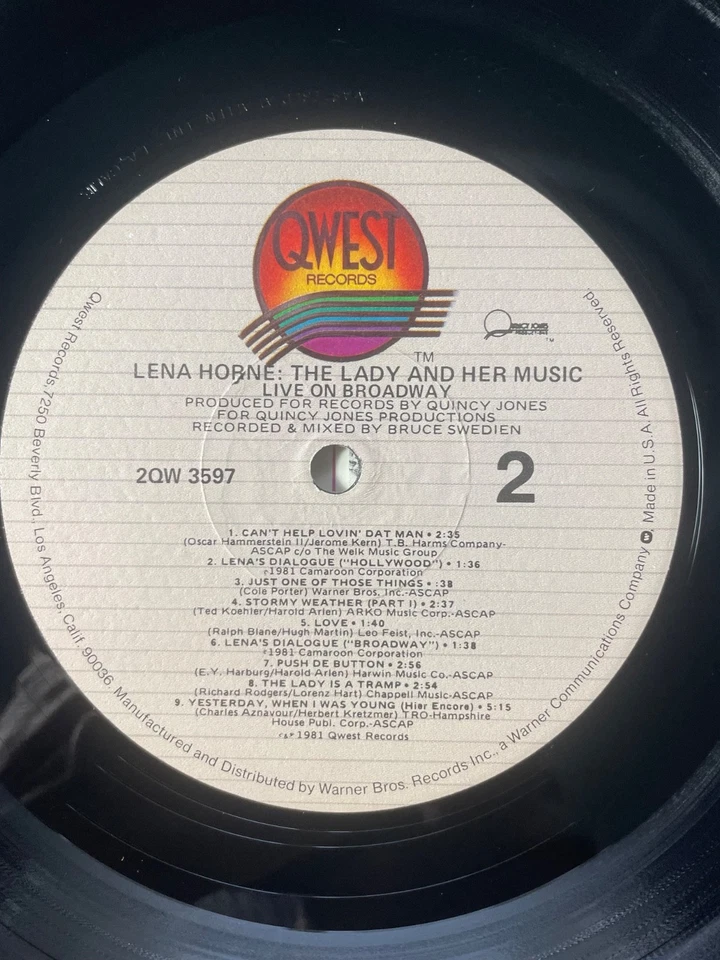 QWEST
RECORDS
TM
QUINCY JONES
LENA HORNE: THE LADY AND HER MUSIC
LIVE ON BROADWAY
PRODUCED FOR RECORDS BY QUINCY JONES
FOR QUINCY JONES PRODUCTIONS
RECORDED & MIXED BY BRUCE SWEDIEN
2QW 3597
2
1. CAN'T HELP LOVIN' DAT MAN • 2:35
(Oscar Hammerstein II/Jerome Kern) T.B. Harms Company-
ASCAP c/o The Welk Music Group
2. LENA'S DIALOGUE ("HOLLYWOOD") • 1:36
©1981 Camaroon Corporation
3. JUST ONE OF THOSE THINGS • :38
(Cole Porter) Warner Bros. Inc.-ASCAP
4. STORMY WEATHER (PART I) • 2:37
(Ted Koehler/Harold Arlen) ARKO Music Corp.-ASCAP
5. LOVE • 1:40
(Ralph Blane/Hugh Martin) Leo Feist, Inc.-ASCAP
6. LENA'S DIALOGUE ("BROADWAY") • 1:38
©1981 Camaroon Corporation
7. PUSH DE BUTTON • 2:56
(E.Y. Harburg/Harold Arlen) Harwin Music Co.-ASCAP
8. THE LADY IS A TRAMP • 2:54
(Richard Rodgers/Lorenz Hart) Chappell Music-ASCAP
9. YESTERDAY, WHEN I WAS YOUNG (Hier Encore) • 5:15
(Charles Aznavour/Herbert Kretzmer) TRO-Hampshire
House Publ. Corp.-ASCAP
©&℗ 1981 Qwest Records
Qwest Records, 7250 Beverly Blvd. Los Angeles, Calif. 90036. Manufactured and Distributed by Warner Bros. Records Inc., a Warner Communications Company, Made in U.S.A. All Rights Reserved